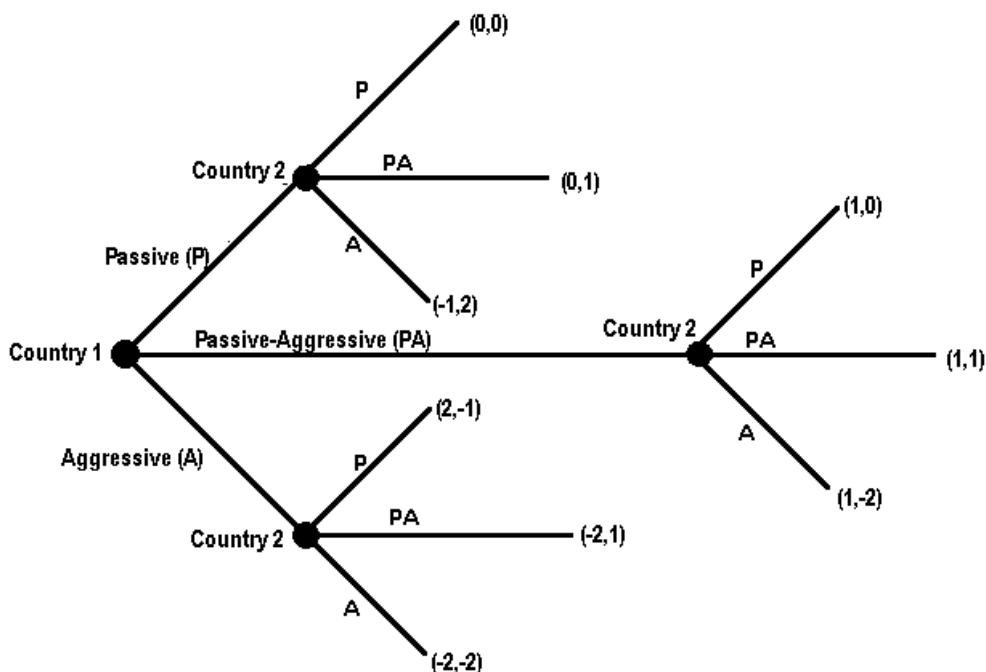 (0,0)
P
Country 2
PA
(0,1)
A
(-1,2)
Passive (P)
Country 1
Passive-Aggressive (PA)
Country 2
P
(1,0)
PA
(1,1)
A
(1,-2)
Aggressive (A)
(2,-1)
P
Country 2
PA
(-2,1)
A
(-2,-2)